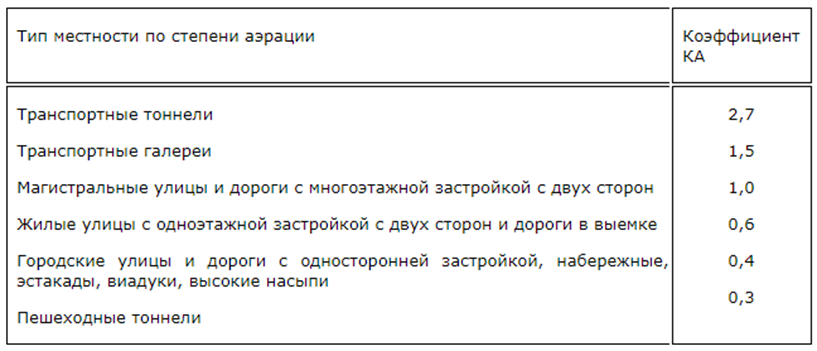 Тип местности по степени аэрации
Коэффициент
КА
Транспортные тоннели
2,7
Транспортные галереи
1,5
Магистральные улицы и дороги с многоэтажной застройкой с двух сторон
1,0
Жилые улицы с одноэтажной застройкой с двух сторон и дороги в выемке
0,6
Городские улицы и дороги с односторонней застройкой, набережные,
0,4
эстакады, виадуки, высокие насыпи
0,3
Пешеходные тоннели